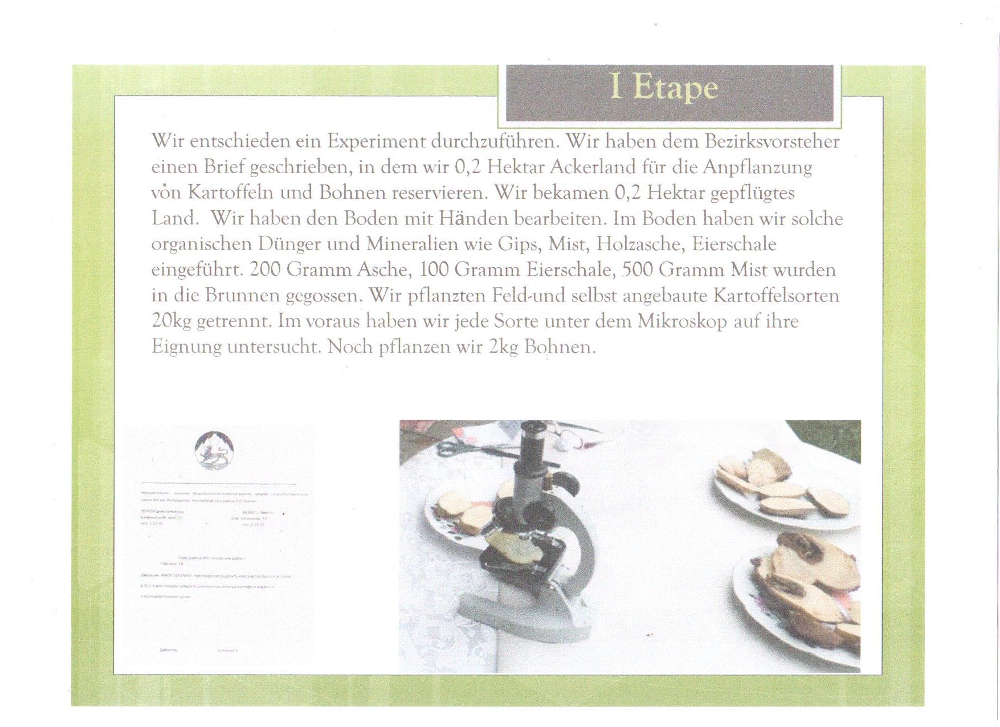 I Etape
Wir entschieden ein Experiment durchzuführen. Wir haben dem Bezirksvorsteher
einen Brief geschrieben, in dem wir 0,2 Hektar Ackerland für die Anpflanzung
von Kartoffeln und Bohnen reservieren. Wir bekamen 0,2 Hektar gepflügtes
Land. Wir haben den Boden mit Händen bearbeiten. Im Boden haben wir solche
organischen Dünger und Mineralien wie Gips, Mist, Holzasche, Eierschale
eingeführt. 200 Gramm Asche, 100 Gramm Eierschale, 500 Gramm Mist wurden
in die Brunnen gegossen. Wir pflanzten Feld-und selbst angebaute Kartoffelsorten
20kg getrennt. Im voraus haben wir jede Sorte unter dem Mikroskop auf ihre
Eignung untersucht. Noch pflanzen wir 2kg Bohnen.
Директор